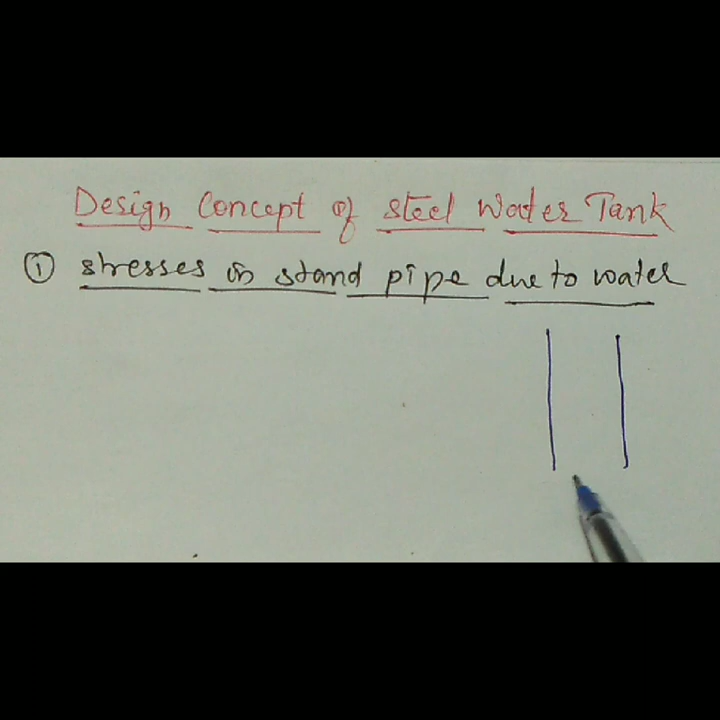 Design Concept of steel Water Tank
① stresses in stand pipe due to water